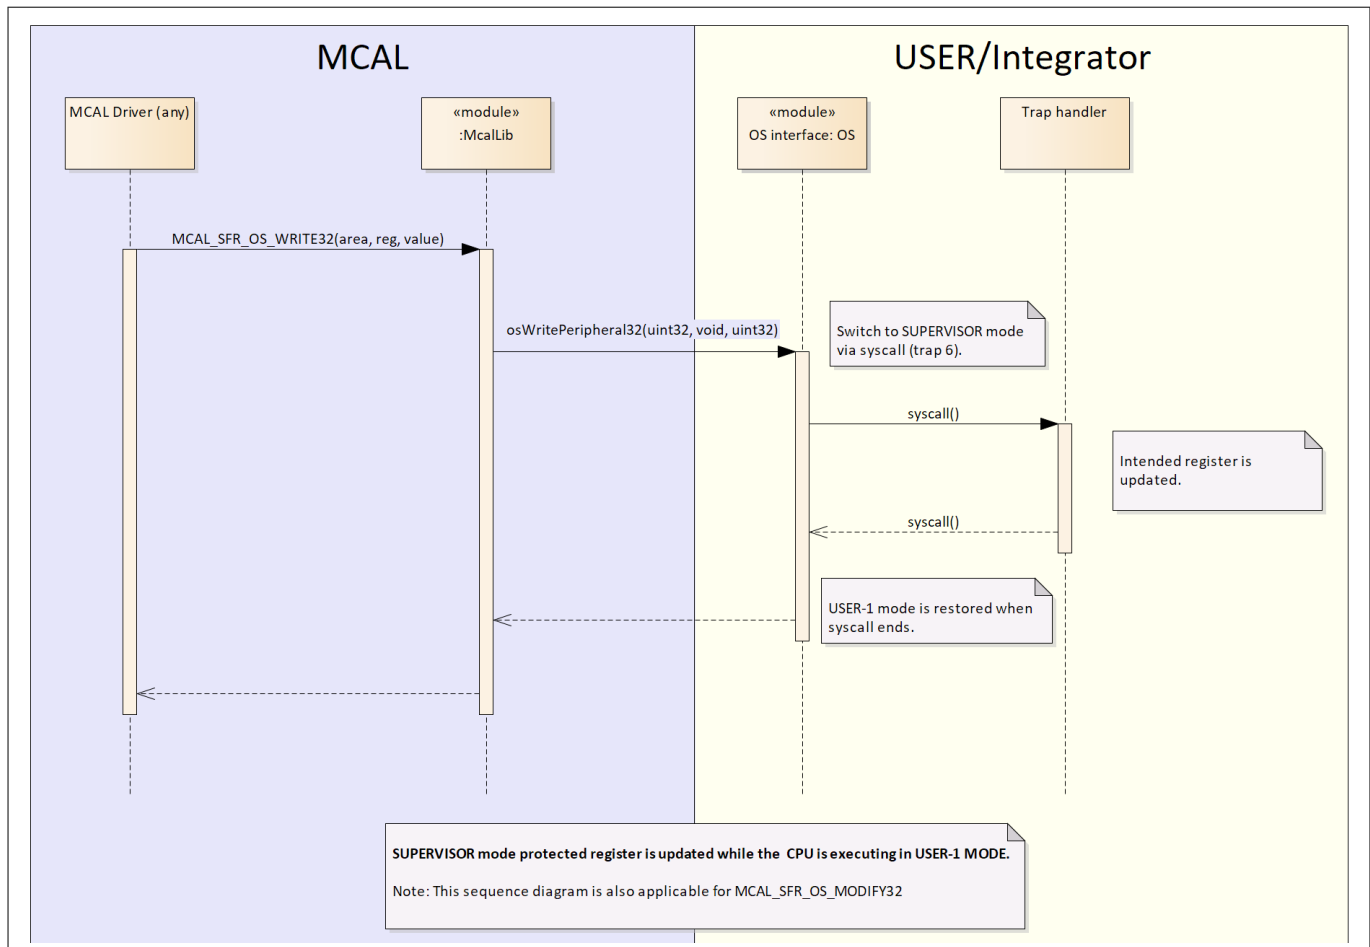 MCAL
USER/Integrator
MCAL Driver (any)
«module»
:McalLib
«module»
OS interface: OS
Trap handler
MCAL_SFR_OS_WRITE32(area, reg, value)
osWritePeripheral32(uint32, void, uint32)
Switch to SUPERVISOR mode
via syscall (trap 6).
syscall()
Intended register is
updated.
syscall()
USER-1 mode is restored when
syscall ends.
SUPERVISOR mode protected register is updated while the CPU is executing in USER-1 MODE.
Note: This sequence diagram is also applicable for MCAL_SFR_OS_MODIFY32